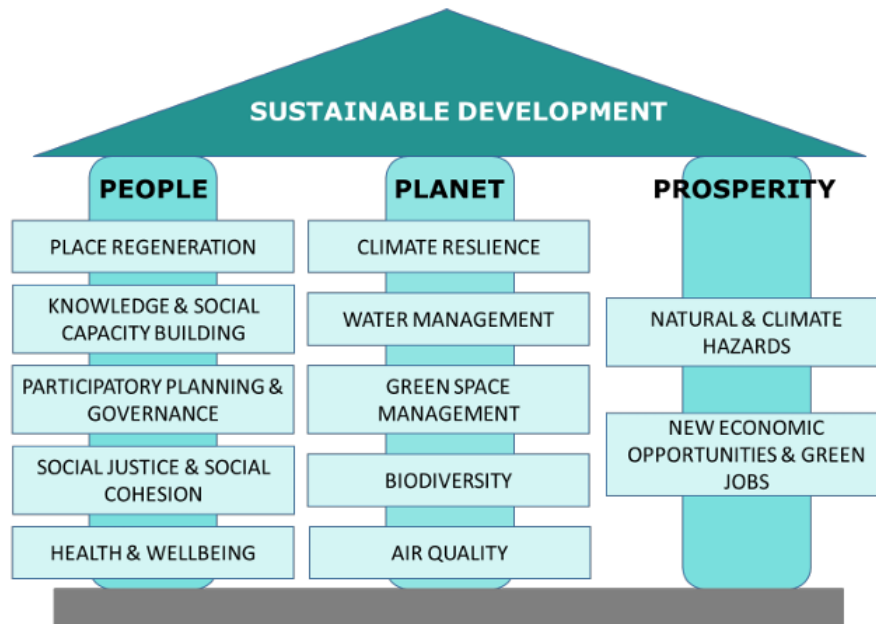 SUSTAINABLE DEVELOPMENT
PEOPLE
PLACE REGENERATION
KNOWLEDGE & SOCIAL
CAPACITY BUILDING
PARTICIPATORY PLANNING &
GOVERNANCE
SOCIAL JUSTICE & SOCIAL
COHESION
HEALTH & WELLBEING
PLANET
CLIMATE RESLIENCE
WATER MANAGEMENT
GREEN SPACE
MANAGEMENT
BIODIVERSITY
AIR QUALITY
PROSPERITY
NATURAL & CLIMATE
HAZARDS
NEW ECONOMIC
OPPORTUNITIES & GREEN
JOBS